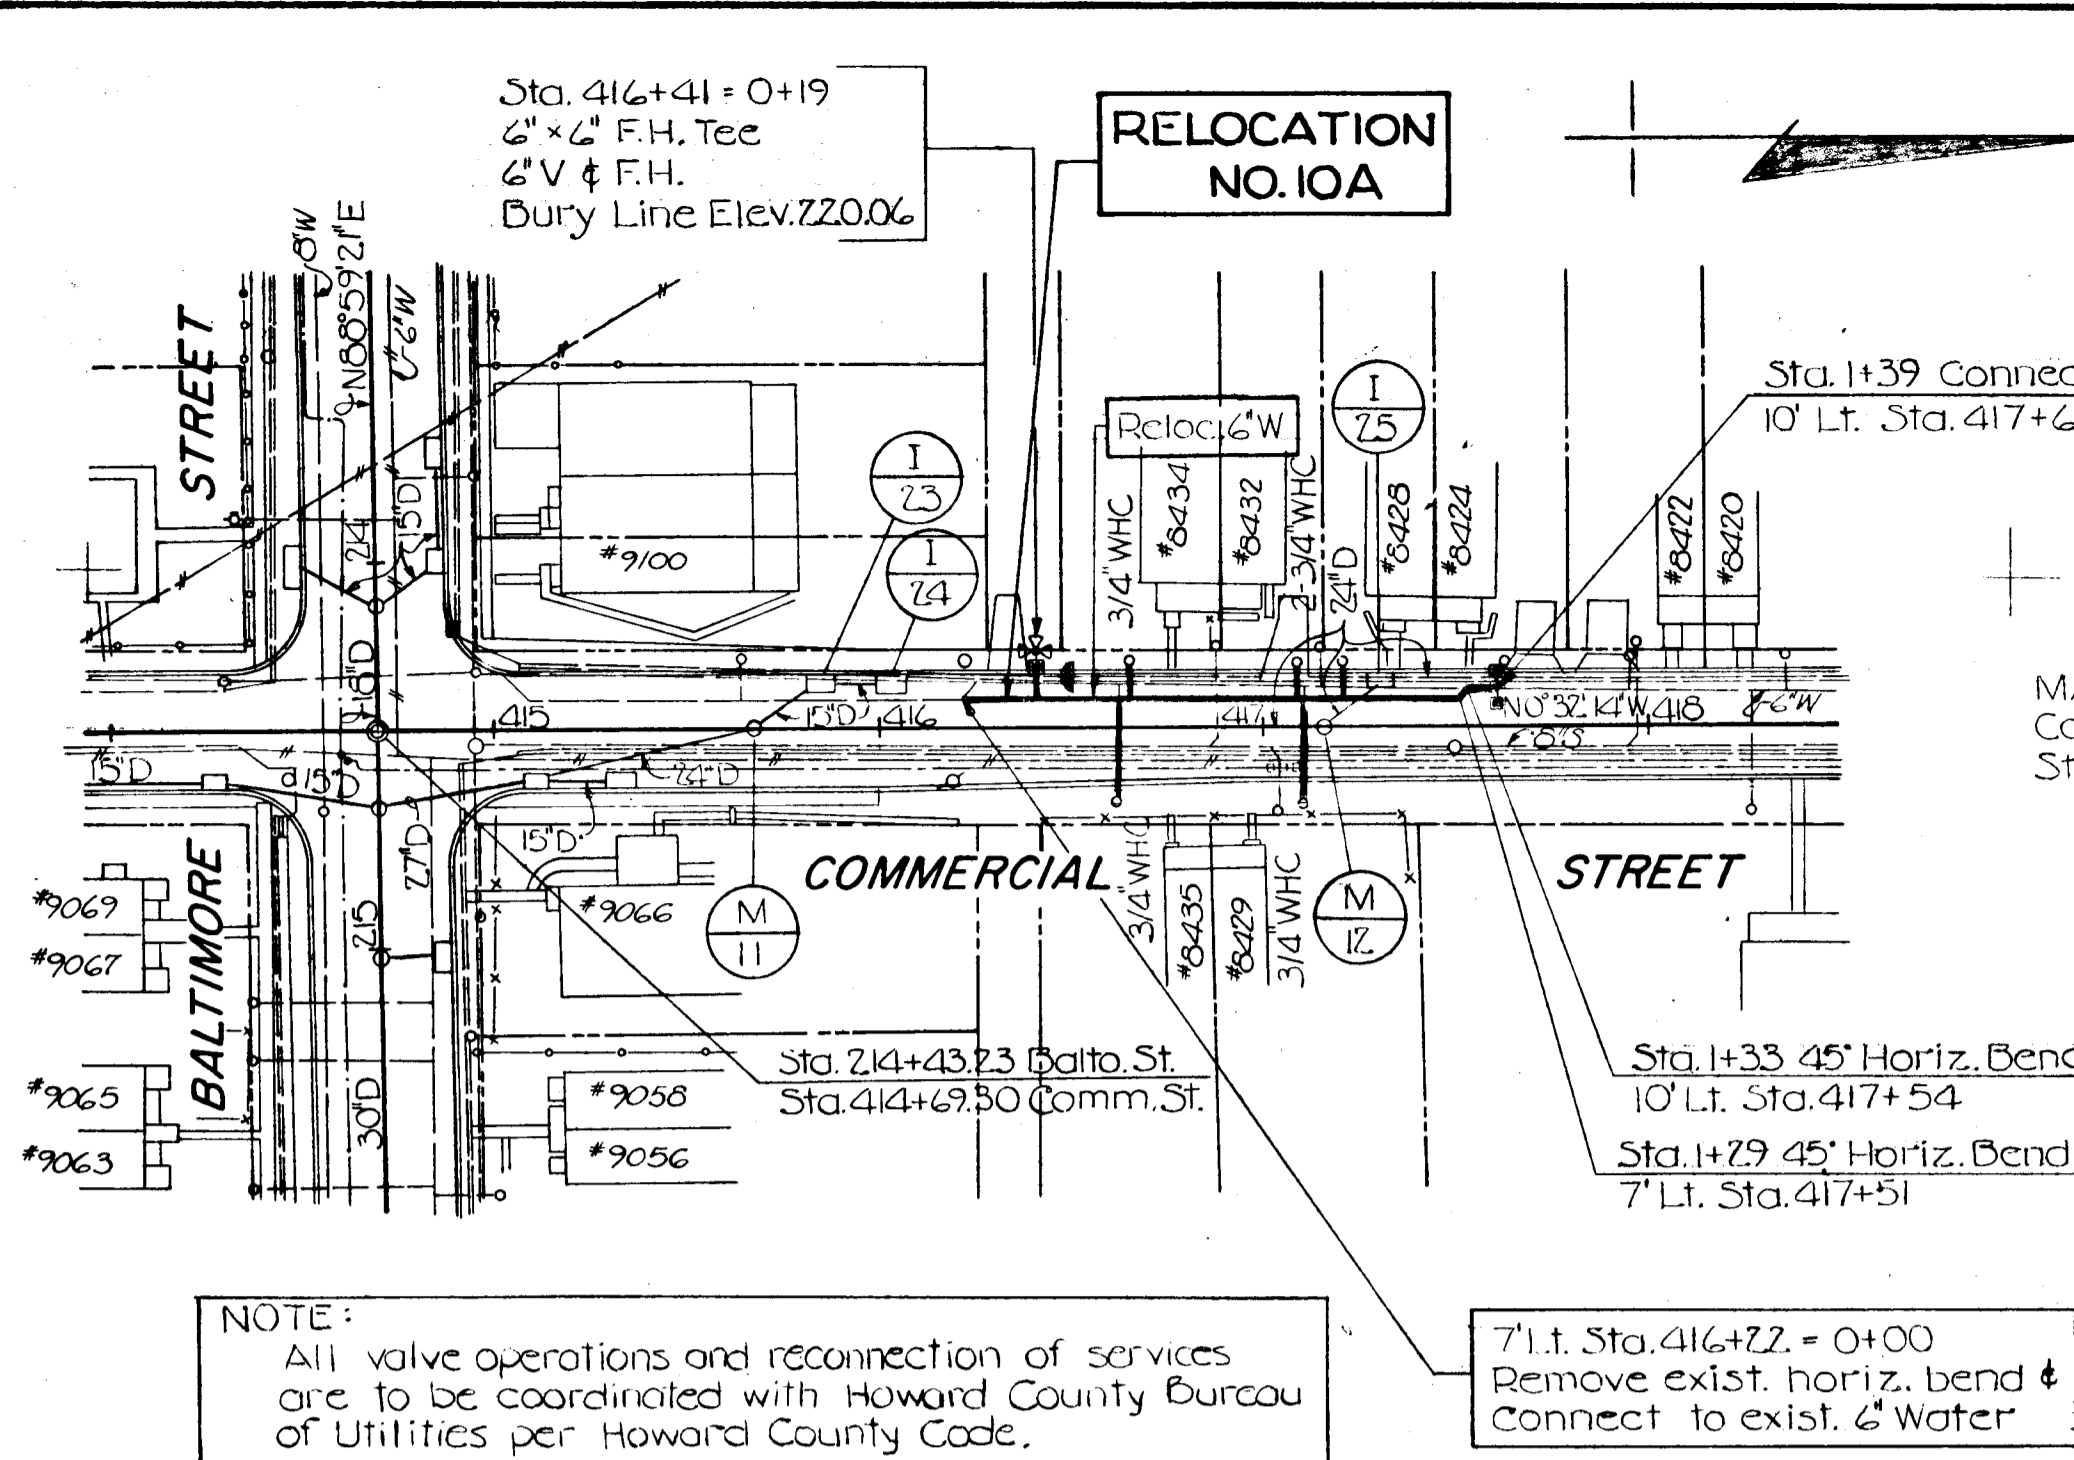 Sta. 416+41 = 0+19
6" x 6" F.H. Tee
6" V ¢ F.H.
Bury Line Elev. 220.06
RELOCATION
NO. 10A
8"W
N88°59'21"E
6"W
STREET
Sta. 1+39 Connec
10' Lt. Sta. 417+6
I
25
Reloc. 6"W
I
23
I
24
#9100
3/4" WHC
#8434
#8432
2-3/4" WHC
24"D
#8428
#8424
#8422
#8420
214
15"D
18"D
415
15"D
416
417
N0°32'14"W
418
6"W
8"S
15"D
15"D
24"D
27"D
15"D
MA
Co
St
COMMERCIAL
STREET
#9069
#9067
BALTIMORE
215
#9066
M
11
3/4" WHC
#8435
#8429
3/4" WHC
M
12
Sta. 214+43.23 Balto. St.
Sta. 414+69.30 Comm. St.
Sta. 1+33 45° Horiz. Bend
10' Lt. Sta. 417+54
Sta. 1+29 45° Horiz. Bend
7' Lt. Sta. 417+51
#9065
#9063
30"D
#9058
#9056
NOTE:
All valve operations and reconnection of services
are to be coordinated with Howard County Bureau
of Utilities per Howard County Code.
7' Lt. Sta. 416+22 = 0+00
Remove exist. horiz. bend ¢
Connect to exist. 6" Water